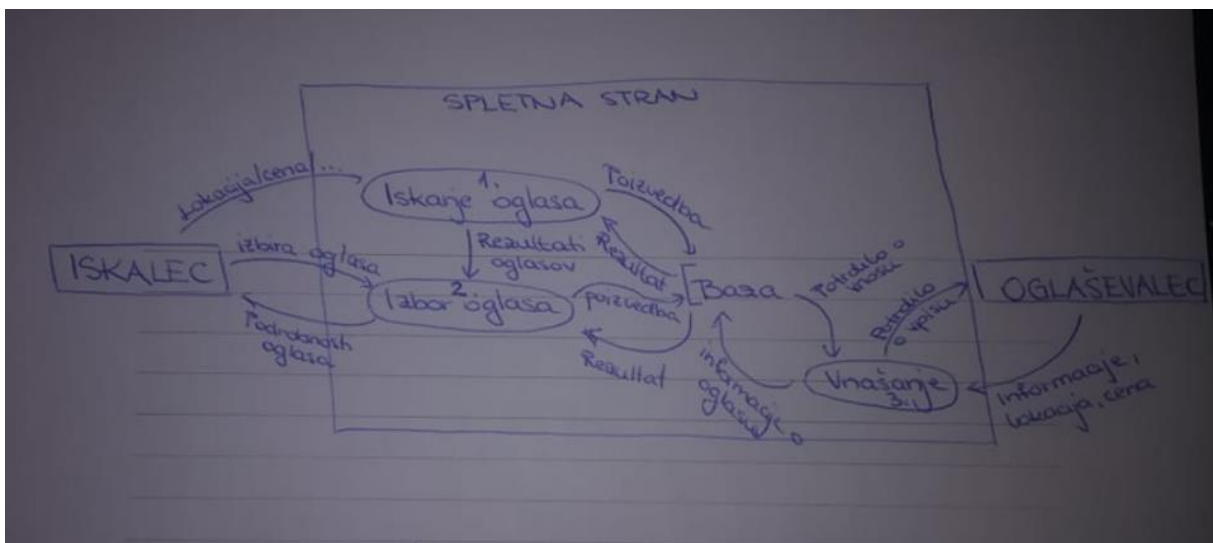 SPLETNA STRAN
Lokacija/cena/...
1.
Iskanje oglasa
Poizvedba
Rezultat
Rezultati
oglasov
ISKALEC
izbira oglasa
2.
Izbor oglasa
Podrobnosti
oglasa
poizvedba
Rezultat
Baza
Potrdilo o
vnosu
Potrdilo
o vpisu
OGLAŠEVALEC
informacije o
oglasu
Vnašanje
3.
informacije,
lokacija, cena